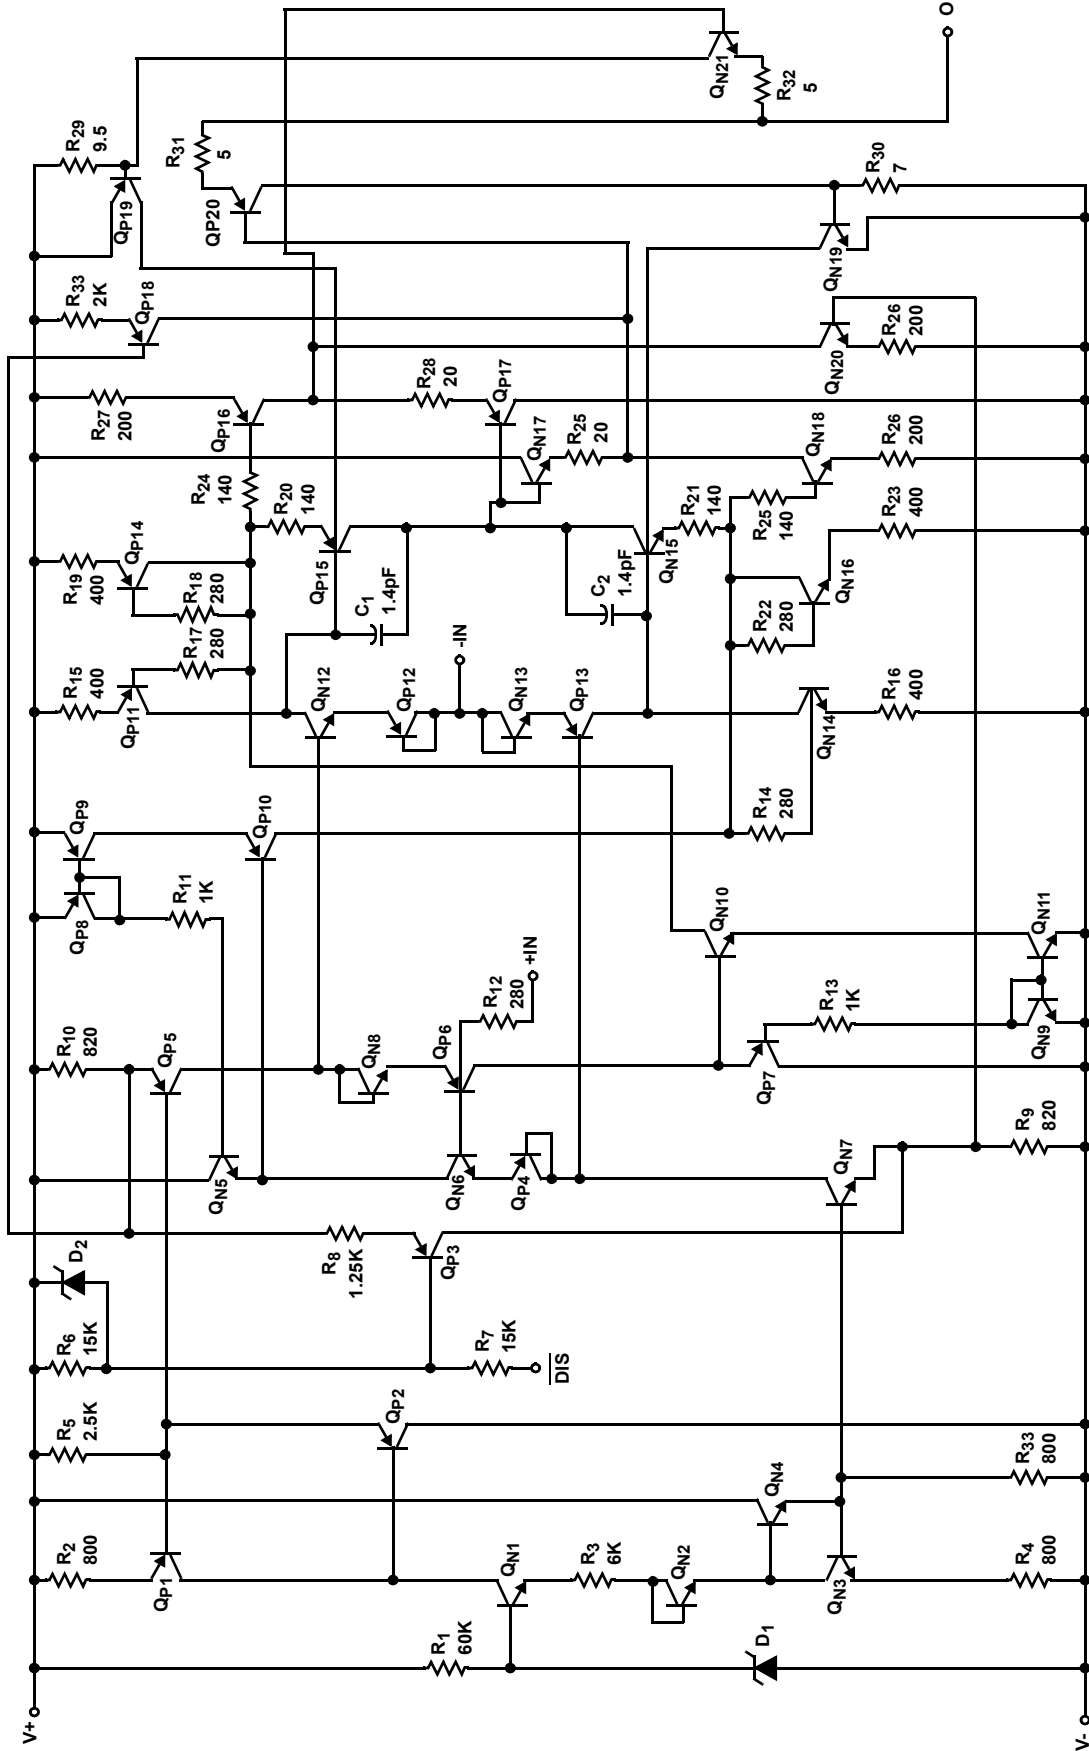 V+
R1
60K
D1
V-
R2
800
QP1
QN1
R3
6K
QN2
QN3
R4
800
R5
2.5K
QP2
QN4
R33
800
R6
15K
D2
R7
15K
DIS
R8
1.25K
QP3
QN5
QN6
QP4
QN7
R9
820
R10
820
QP5
QN8
QP6
R12
280
+IN
QP7
R13
1K
QN9
QN11
QN10
QP8
QP9
R11
1K
QP10
R14
280
R15
400
QP11
R17
280
R18
280
R19
400
QP14
QN12
QP12
-IN
QN13
QP13
QN14
R16
400
C1
1.4pF
C2
1.4pF
QP15
R20
140
R24
140
QN15
R21
140
R22
280
QN16
R23
400
R25
140
QN18
R26
200
R27
200
QP16
R28
20
QP17
QN17
R25
20
R33
2K
QP18
QN20
R26
200
R29
9.5
QP19
QP20
R31
5
QN19
R30
7
QN21
R32
5
O